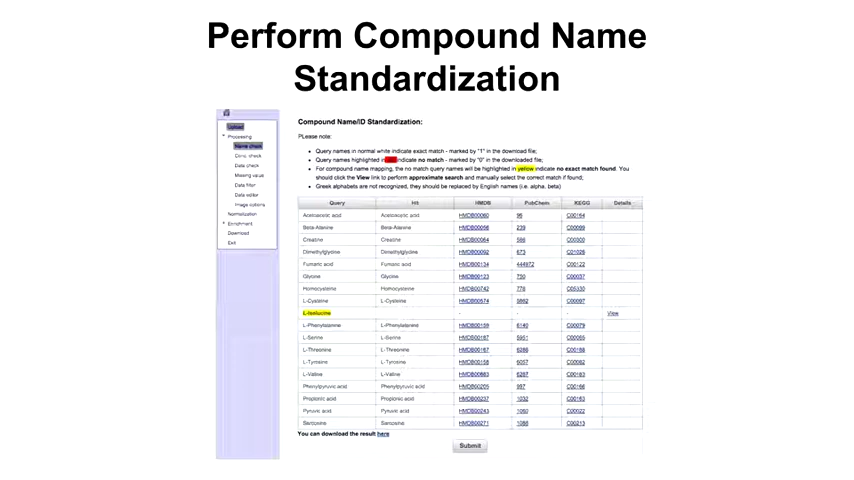 Perform Compound Name
Standardization
Upload
Processing
Name check
Conc. check
Data check
Missing value
Data filter
Data editor
Image options
Normalization
Enrichment
Download
Exit
Compound Name/ID Standardization:
PLease note:
Query names in normal white indicate exact match - marked by "1" in the download file;
Query names highlighted in indicate no match - marked by "0" in the downloaded file;
For compound name mapping, the no match query names will be highlighted in yellow indicate no exact match found. You
should click the View link to perform approximate search and manually select the correct match if found;
Greek alphabets are not recognized, they should be replaced by English names (i.e. alpha, beta)
Query Hit HMDB PubChem KEGG Details
Acetoacetic acid Acetoacetic acid HMDB00060 96 C00164
Beta-Alanine Beta-Alanine HMDB00056 239 C00099
Creatine Creatine HMDB00064 586 C00300
Dimethylglycine Dimethylglycine HMDB00092 673 C01026
Fumaric acid Fumaric acid HMDB00134 444972 C00122
Glycine Glycine HMDB00123 750 C00037
Homocysteine Homocysteine HMDB00742 778 C05330
L-Cysteine L-Cysteine HMDB00574 5862 C00097
L-Isolucine - - - View
L-Phenylalanine L-Phenylalanine HMDB00159 6140 C00079
L-Serine L-Serine HMDB00187 5951 C00065
L-Threonine L-Threonine HMDB00167 6288 C00188
L-Tyrosine L-Tyrosine HMDB00158 6057 C00082
L-Valine L-Valine HMDB00883 6287 C00183
Phenylpyruvic acid Phenylpyruvic acid HMDB00205 997 C00166
Propionic acid Propionic acid HMDB00237 1032 C00163
Pyruvic acid Pyruvic acid HMDB00243 1060 C00022
Sarcosine Sarcosine HMDB00271 1088 C00213
You can download the result here
Submit